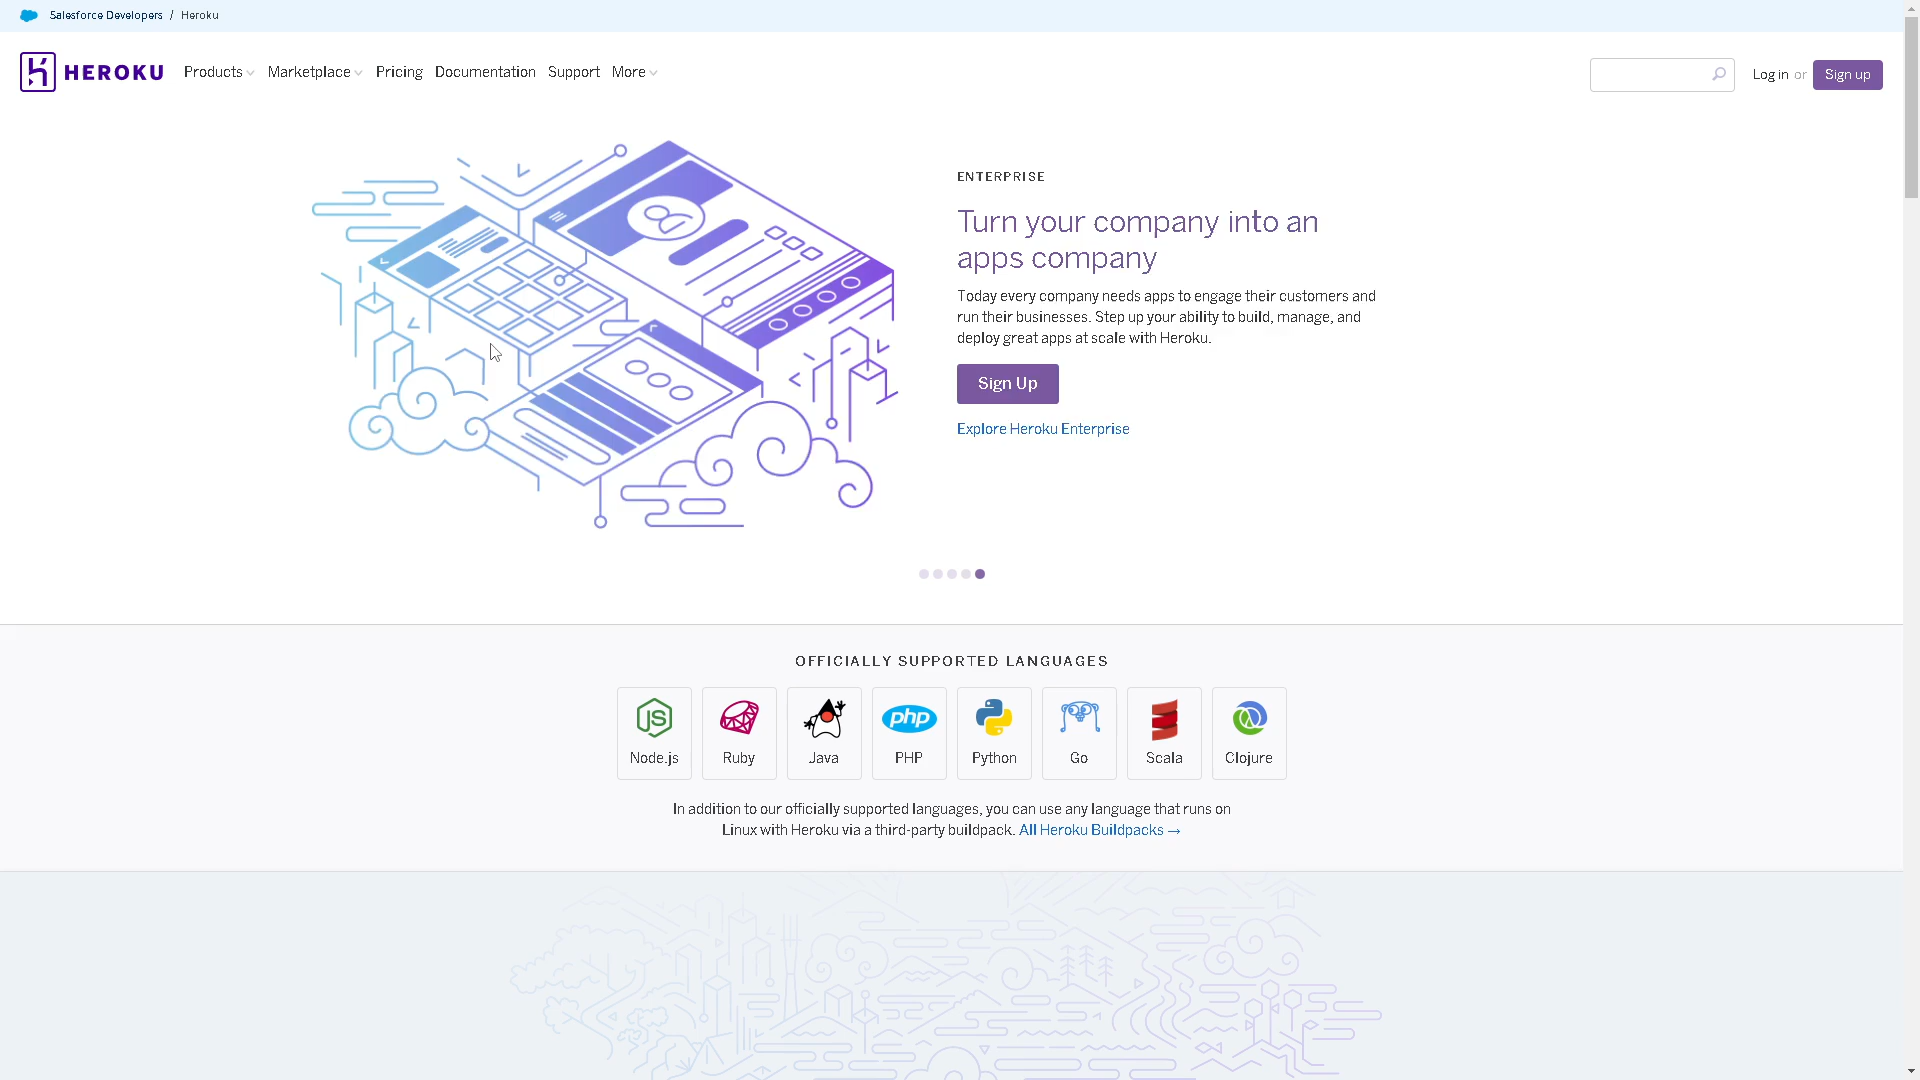 Salesforce Developers / Heroku
HEROKU Products Marketplace Pricing Documentation Support More
Log in or Sign up
ENTERPRISE
Turn your company into an
apps company
Today every company needs apps to engage their customers and
run their businesses. Step up your ability to build, manage, and
deploy great apps at scale with Heroku.
Sign Up
Explore Heroku Enterprise
OFFICIALLY SUPPORTED LANGUAGES
JS php
Node.js Ruby Java PHP Python Go Scala Clojure
In addition to our officially supported languages, you can use any language that runs on
Linux with Heroku via a third-party buildpack. All Heroku Buildpacks →